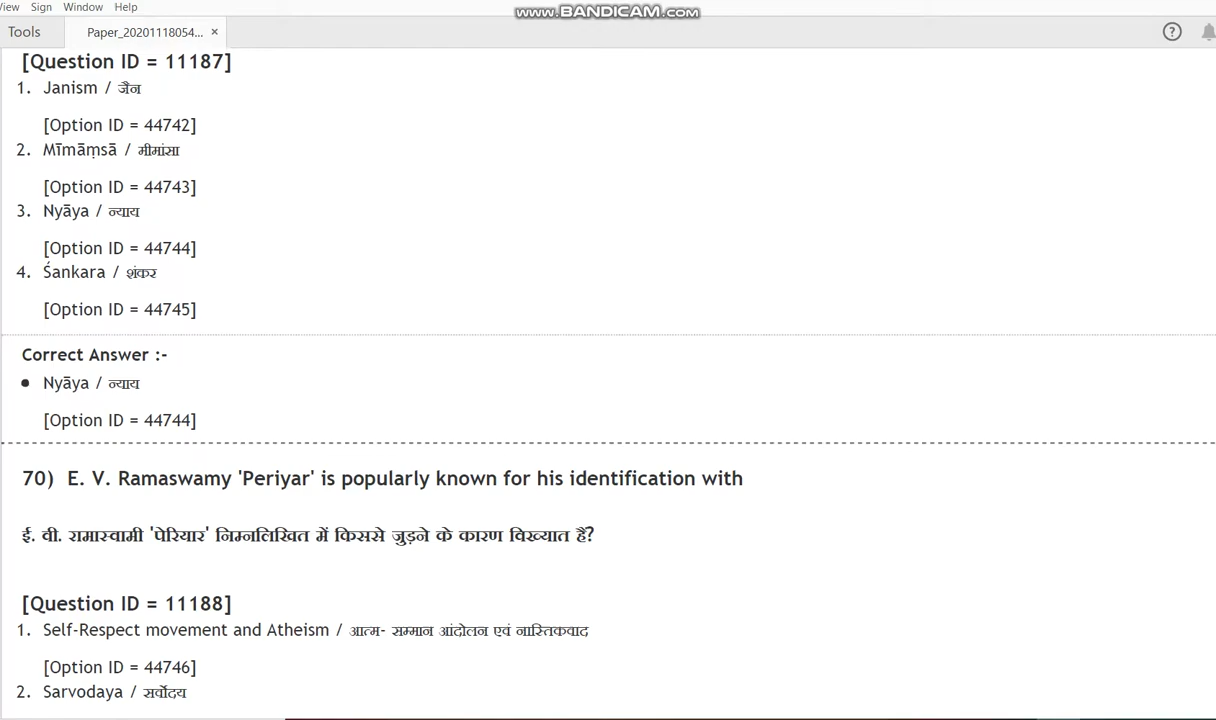 View Sign Window Help
www.BANDICAM.com
Tools Paper_20201118054... ×
[Question ID = 11187]
1. Janism / जैन
[Option ID = 44742]
2. Mīmāṃsā / मीमांसा
[Option ID = 44743]
3. Nyāya / न्याय
[Option ID = 44744]
4. Śankara / शंकर
[Option ID = 44745]
Correct Answer :-
• Nyāya / न्याय
[Option ID = 44744]
70) E. V. Ramaswamy 'Periyar' is popularly known for his identification with
ई. वी. रामास्वामी 'पेरियार' निम्नलिखित में किससे जुड़ने के कारण विख्यात हैं?
[Question ID = 11188]
1. Self-Respect movement and Atheism / आत्म- सम्मान आंदोलन एवं नास्तिकवाद
[Option ID = 44746]
2. Sarvodaya / सर्वोदय